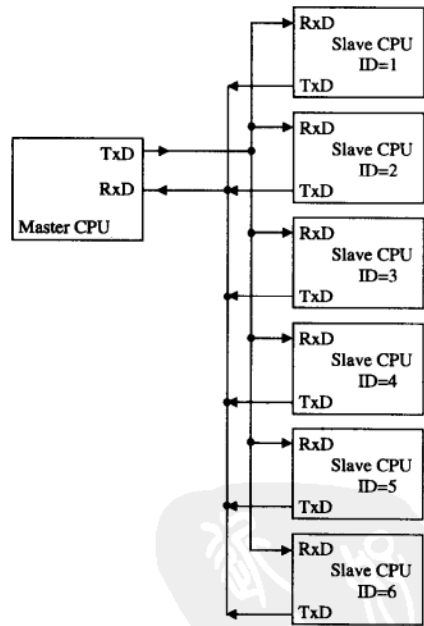 RxD
Slave CPU
ID=1
TxD
RxD
Slave CPU
ID=2
TxD
TxD
RxD
Master CPU
RxD
Slave CPU
ID=3
TxD
RxD
Slave CPU
ID=4
TxD
RxD
Slave CPU
ID=5
TxD
RxD
Slave CPU
ID=6
TxD